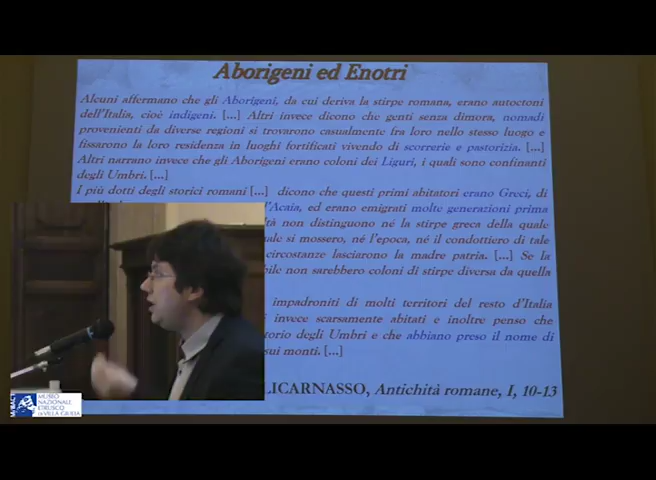 Aborigeni ed Enotri
Alcuni affermano che gli Aborigeni, da cui deriva la stirpe romana, erano autoctoni
dell'Italia, cioè indigeni. [...] Altri invece dicono che genti senza dimora, nomadi
provenienti da diverse regioni si trovarono casualmente fra loro nello stesso luogo e
fissarono la loro residenza in luoghi fortificati vivendo di scorrerie e pastorizia. [...]
Altri narrano invece che gli Aborigeni erano coloni dei Liguri, i quali sono confinanti
degli Umbri. [...]
I più dotti degli storici romani [...] dicono che questi primi abitatori erano Greci, di
l'Acaia, ed erano emigrati molte generazioni prima
tà non distinguono né la stirpe greca della quale
ale si mossero, né l'epoca, né il condottiero di tale
circostanze lasciarono la madre patria. [...] Se la
bile non sarebbero coloni di stirpe diversa da quella
impadroniti di molti territori del resto d'Italia
invece scarsamente abitati e inoltre penso che
torio degli Umbri e che abbiano preso il nome di
sui monti. [...]
LICARNASSO, Antichità romane, I, 10-13
MiBAC
MUSEO
NAZIONALE
ETRUSCO
DI VILLA GIULIA